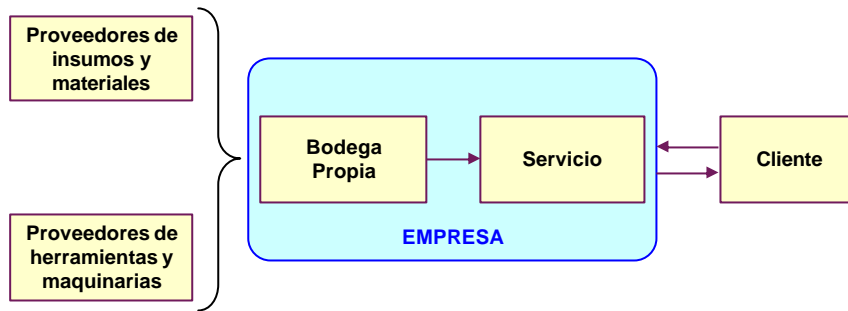 Proveedores de
insumos y
materiales
Bodega
Propia
Servicio
Cliente
EMPRESA
Proveedores de
herramientas y
maquinarias